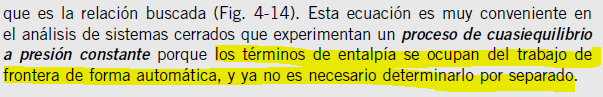 que es la relación buscada (Fig. 4-14). Esta ecuación es muy conveniente en
el análisis de sistemas cerrados que experimentan un proceso de cuasiequilibrio
a presión constante porque los términos de entalpía se ocupan del trabajo de
frontera de forma automática, y ya no es necesario determinarlo por separado.